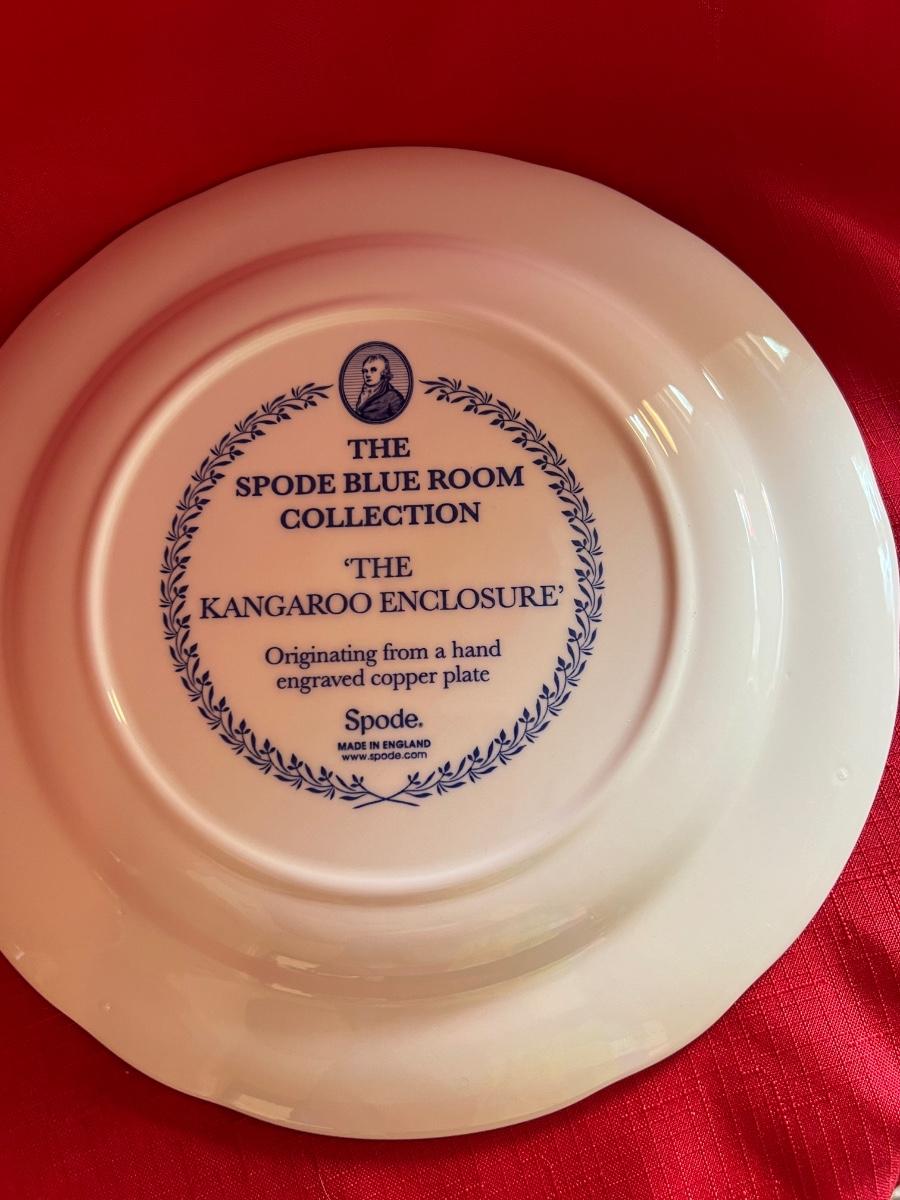 THE
SPODE BLUE ROOM
COLLECTION
‘THE
KANGAROO ENCLOSURE’
Originating from a hand
engraved copper plate
Spode.
MADE IN ENGLAND
www.spode.com